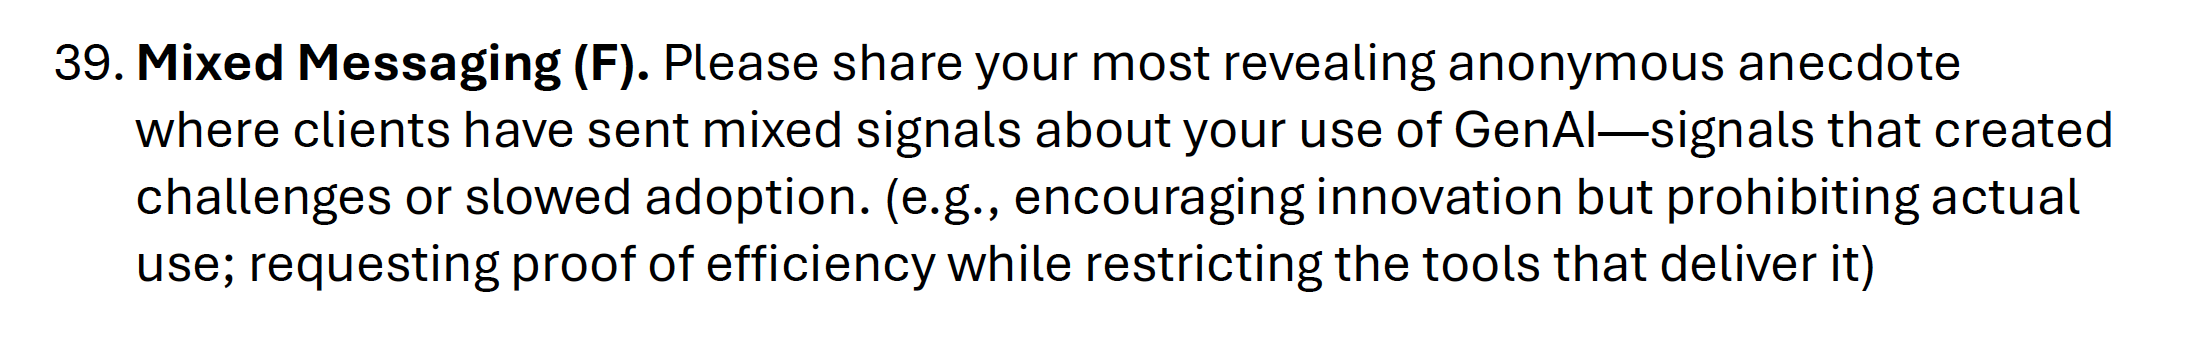 39. Mixed Messaging (F). Please share your most revealing anonymous anecdote
where clients have sent mixed signals about your use of GenAI—signals that created
challenges or slowed adoption. (e.g., encouraging innovation but prohibiting actual
use; requesting proof of efficiency while restricting the tools that deliver it)